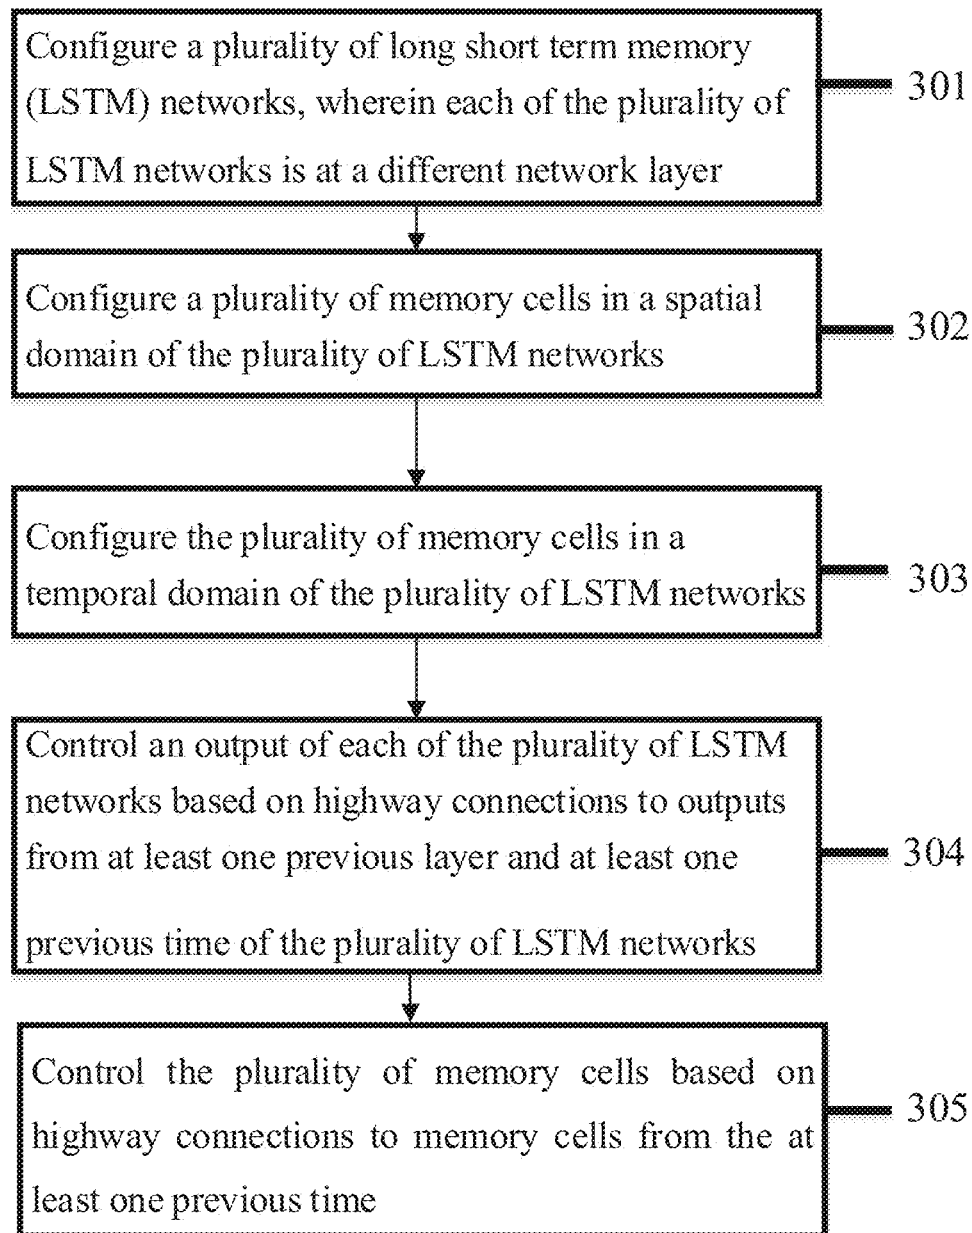 Configure a plurality of long short term memory
(LSTM) networks, wherein each of the plurality of
LSTM networks is at a different network layer
301
Configure a plurality of memory cells in a spatial
domain of the plurality of LSTM networks
302
Configure the plurality of memory cells in a
temporal domain of the plurality of LSTM networks
303
Control an output of each of the plurality of LSTM
networks based on highway connections to outputs
from at least one previous layer and at least one
previous time of the plurality of LSTM networks
304
Control the plurality of memory cells based on
highway connections to memory cells from the at
least one previous time
305